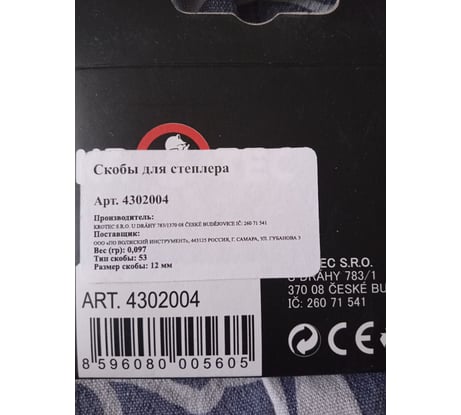 Скобы для степлера
Арт. 4302004
Производитель:
KROTEC S.R.O. U DRÁHY 783/1370 08 ČESKÉ BUDĚJOVICE IČ: 260 71 541
Поставщик:
ООО «ПО ВОЛЖСКИЙ ИНСТРУМЕНТ», 443125 РОССИЯ, Г. САМАРА, УЛ. ГУБАНОВА 3
Вес (гр): 0,097
Тип скобы: 53
Размер скобы: 12 мм
TEC S.R.O.
U DRÁHY 783/1
370 08 ČESKÉ BU
IČ: 260 71 541
ART. 4302004
8 596080 005605
CE